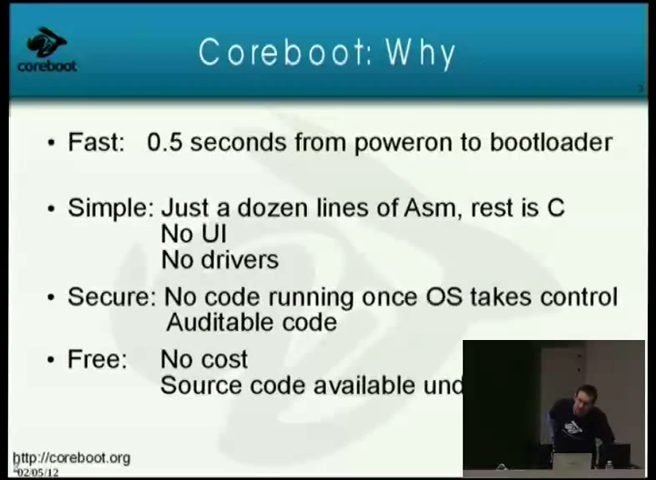 coreboot
Coreboot: Why
• Fast: 0.5 seconds from poweron to bootloader
• Simple: Just a dozen lines of Asm, rest is C
No UI
No drivers
• Secure: No code running once OS takes control
Auditable code
• Free: No cost
Source code available und
http://coreboot.org
02/05/12